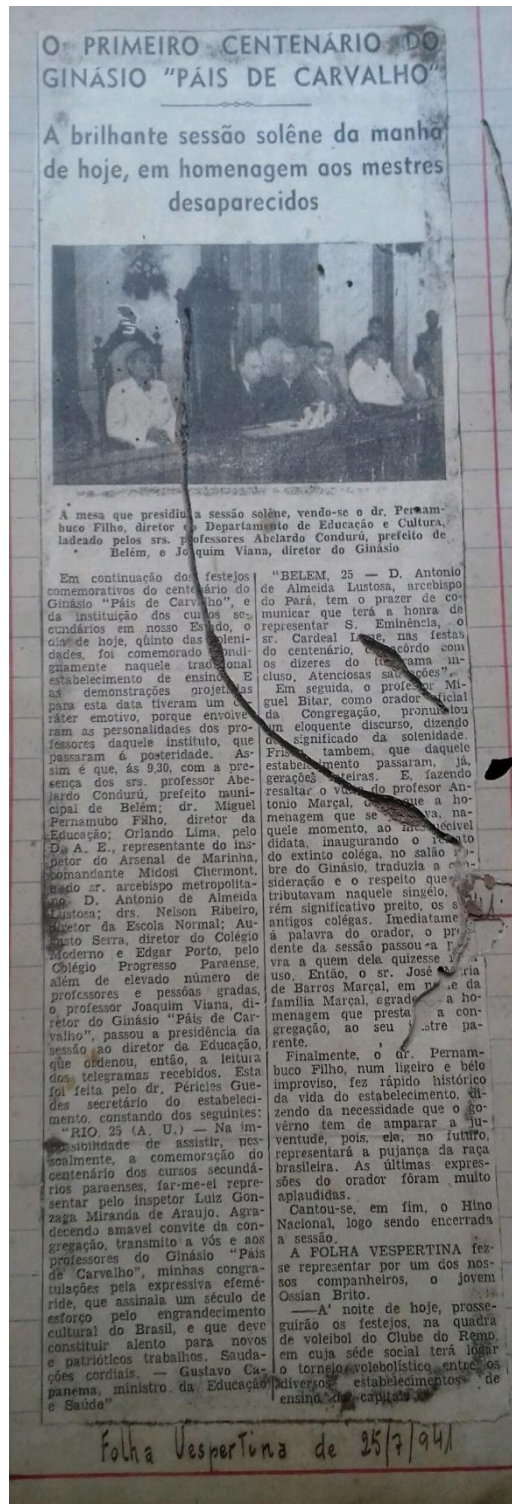 O PRIMEIRO CENTENÁRIO DO
GINÁSIO "PÁIS DE CARVALHO"
A brilhante sessão solêne da manhã
de hoje, em homenagem aos mestres
desaparecidos
A mesa que presidiu a sessão solêne, vendo-se o dr. Pernam-
buco Filho, diretor do Departamento de Educação e Cultura,
ladeado pelos srs. professores Abelardo Condurú, prefeito de
Belém, e Joaquim Viana, diretor do Ginásio
Em continuação dos festejos
comemorativos do centenário do
Ginásio "Páis de Carvalho", e
da instituição dos cursos se-
cundários em nosso Estado, o
dia de hoje, quinto das soleni-
dades, foi comemorado condi-
gnamente naquele tradicional
estabelecimento de ensino. E
as demonstrações projetadas
para esta data tiveram um ca-
ráter emotivo, porque envolve-
ram as personalidades dos pro-
fessores daquele instituto, que
passaram á posteridade. As-
sim é que, ás 9,30, com a pre-
sença dos srs. professor Abe-
lardo Condurú, prefeito muni-
cipal de Belém; dr. Miguel
Pernamubo Filho, diretor da
Educação; Orlando Lima, pelo
D. A. E., representante do ins-
petor do Arsenal de Marinha,
comandante Midosi Chermont,
e do sr. arcebispo metropolita-
no, D. Antonio de Almeida
Lustosa; drs. Nelson Ribeiro,
diretor da Escola Normal; Au-
gusto Serra, diretor do Colégio
Moderno e Edgar Porto, pelo
Colégio Progresso Paraense,
além de elevado número de
professores e pessôas gradas,
o professor Joaquim Viana, di-
retor do Ginásio "Páis de Car-
valho", passou a presidência da
sessão ao diretor da Educação,
que ordenou, então, a leitura
dos telegramas recebidos. Esta
foi feita pelo dr. Péricles Gue-
des secretário do estabeleci-
mento, constando dos seguintes:
"RIO, 25 (A. U.) — Na im-
possibilidade de assistir, pes-
soalmente, a comemoração do
centenário dos cursos secundá-
rios paraenses, far-me-ei repre-
sentar pelo inspetor Luiz Gon-
zaga Miranda de Araujo. Agra-
decendo amavel convite da con-
gregação, transmito a vós e aos
professores do Ginásio "Páis
de Carvalho", minhas congra-
tulações pela expressiva efemé-
ride, que assinala um século de
esforço pelo engrandecimento
cultural do Brasil, e que deve
constituir alento para novos
e patrióticos trabalhos. Sauda-
ções cordiais. — Gustavo Ca-
panema, ministro da Educação
e Saúde"
"BELEM, 25 — D. Antonio
de Almeida Lustosa, arcebispo
do Pará, tem o prazer de co-
municar que terá a honra de
representar S. Eminência, o
sr. Cardeal nas festas
do centenário, de acôrdo com
os dizeres do telegrama in-
cluso. Atenciosas saudações".
Em seguida, o professor Mi-
guel Bitar, como orador oficial
da Congregação, pronunciou
um eloquente discurso, dizendo
do significado da solenidade.
Frisou tambem, que daquele
estabelecimento passaram, já,
gerações inteiras. E, fazendo
resaltar o vulto do profesor An-
tonio Marçal, que a ho-
menagem que se na-
quele momento, ao inesquecivel
didata, inaugurando o retrato
do extinto coléga, no salão no-
bre do Ginásio, traduzia a con-
sideração e o respeito que
tributavam naquele singêlo, po-
rém significativo preito, os seus
antigos colégas. Imediatamente
á palavra do orador, o presi-
dente da sessão passou a pala-
vra a quem dela quizesse fazer
uso. Então, o sr. José Maria
de Barros Marçal, em nome da
família Marçal, agradeceu a ho-
menagem que prestava a con-
gregação, ao seu ilustre pa-
rente.
Finalmente, o dr. Pernam-
buco Filho, num ligeiro e bélo
improviso, fez rápido histórico
da vida do estabelecimento, di-
zendo da necessidade que o go-
vêrno tem de amparar a ju-
ventude, pois, ela, no futuro,
representará a pujança da raça
brasileira. As últimas expres-
sões do orador fôram muito
aplaudidas.
Cantou-se, em fim, o Hino
Nacional, logo sendo encerrada
a sessão.
A FOLHA VESPERTINA fez-
se representar por um dos nos-
sos companheiros, o jovem
Ossian Brito.
——A' noite de hoje, prosse-
guirão os festejos, na quadra
de voleibol do Clube do Remo,
em cuja séde social terá logar
o torneio volebolístico entre os
diversos estabelecimentos de
ensino da capital.
Folha Vespertina de 25/7/941